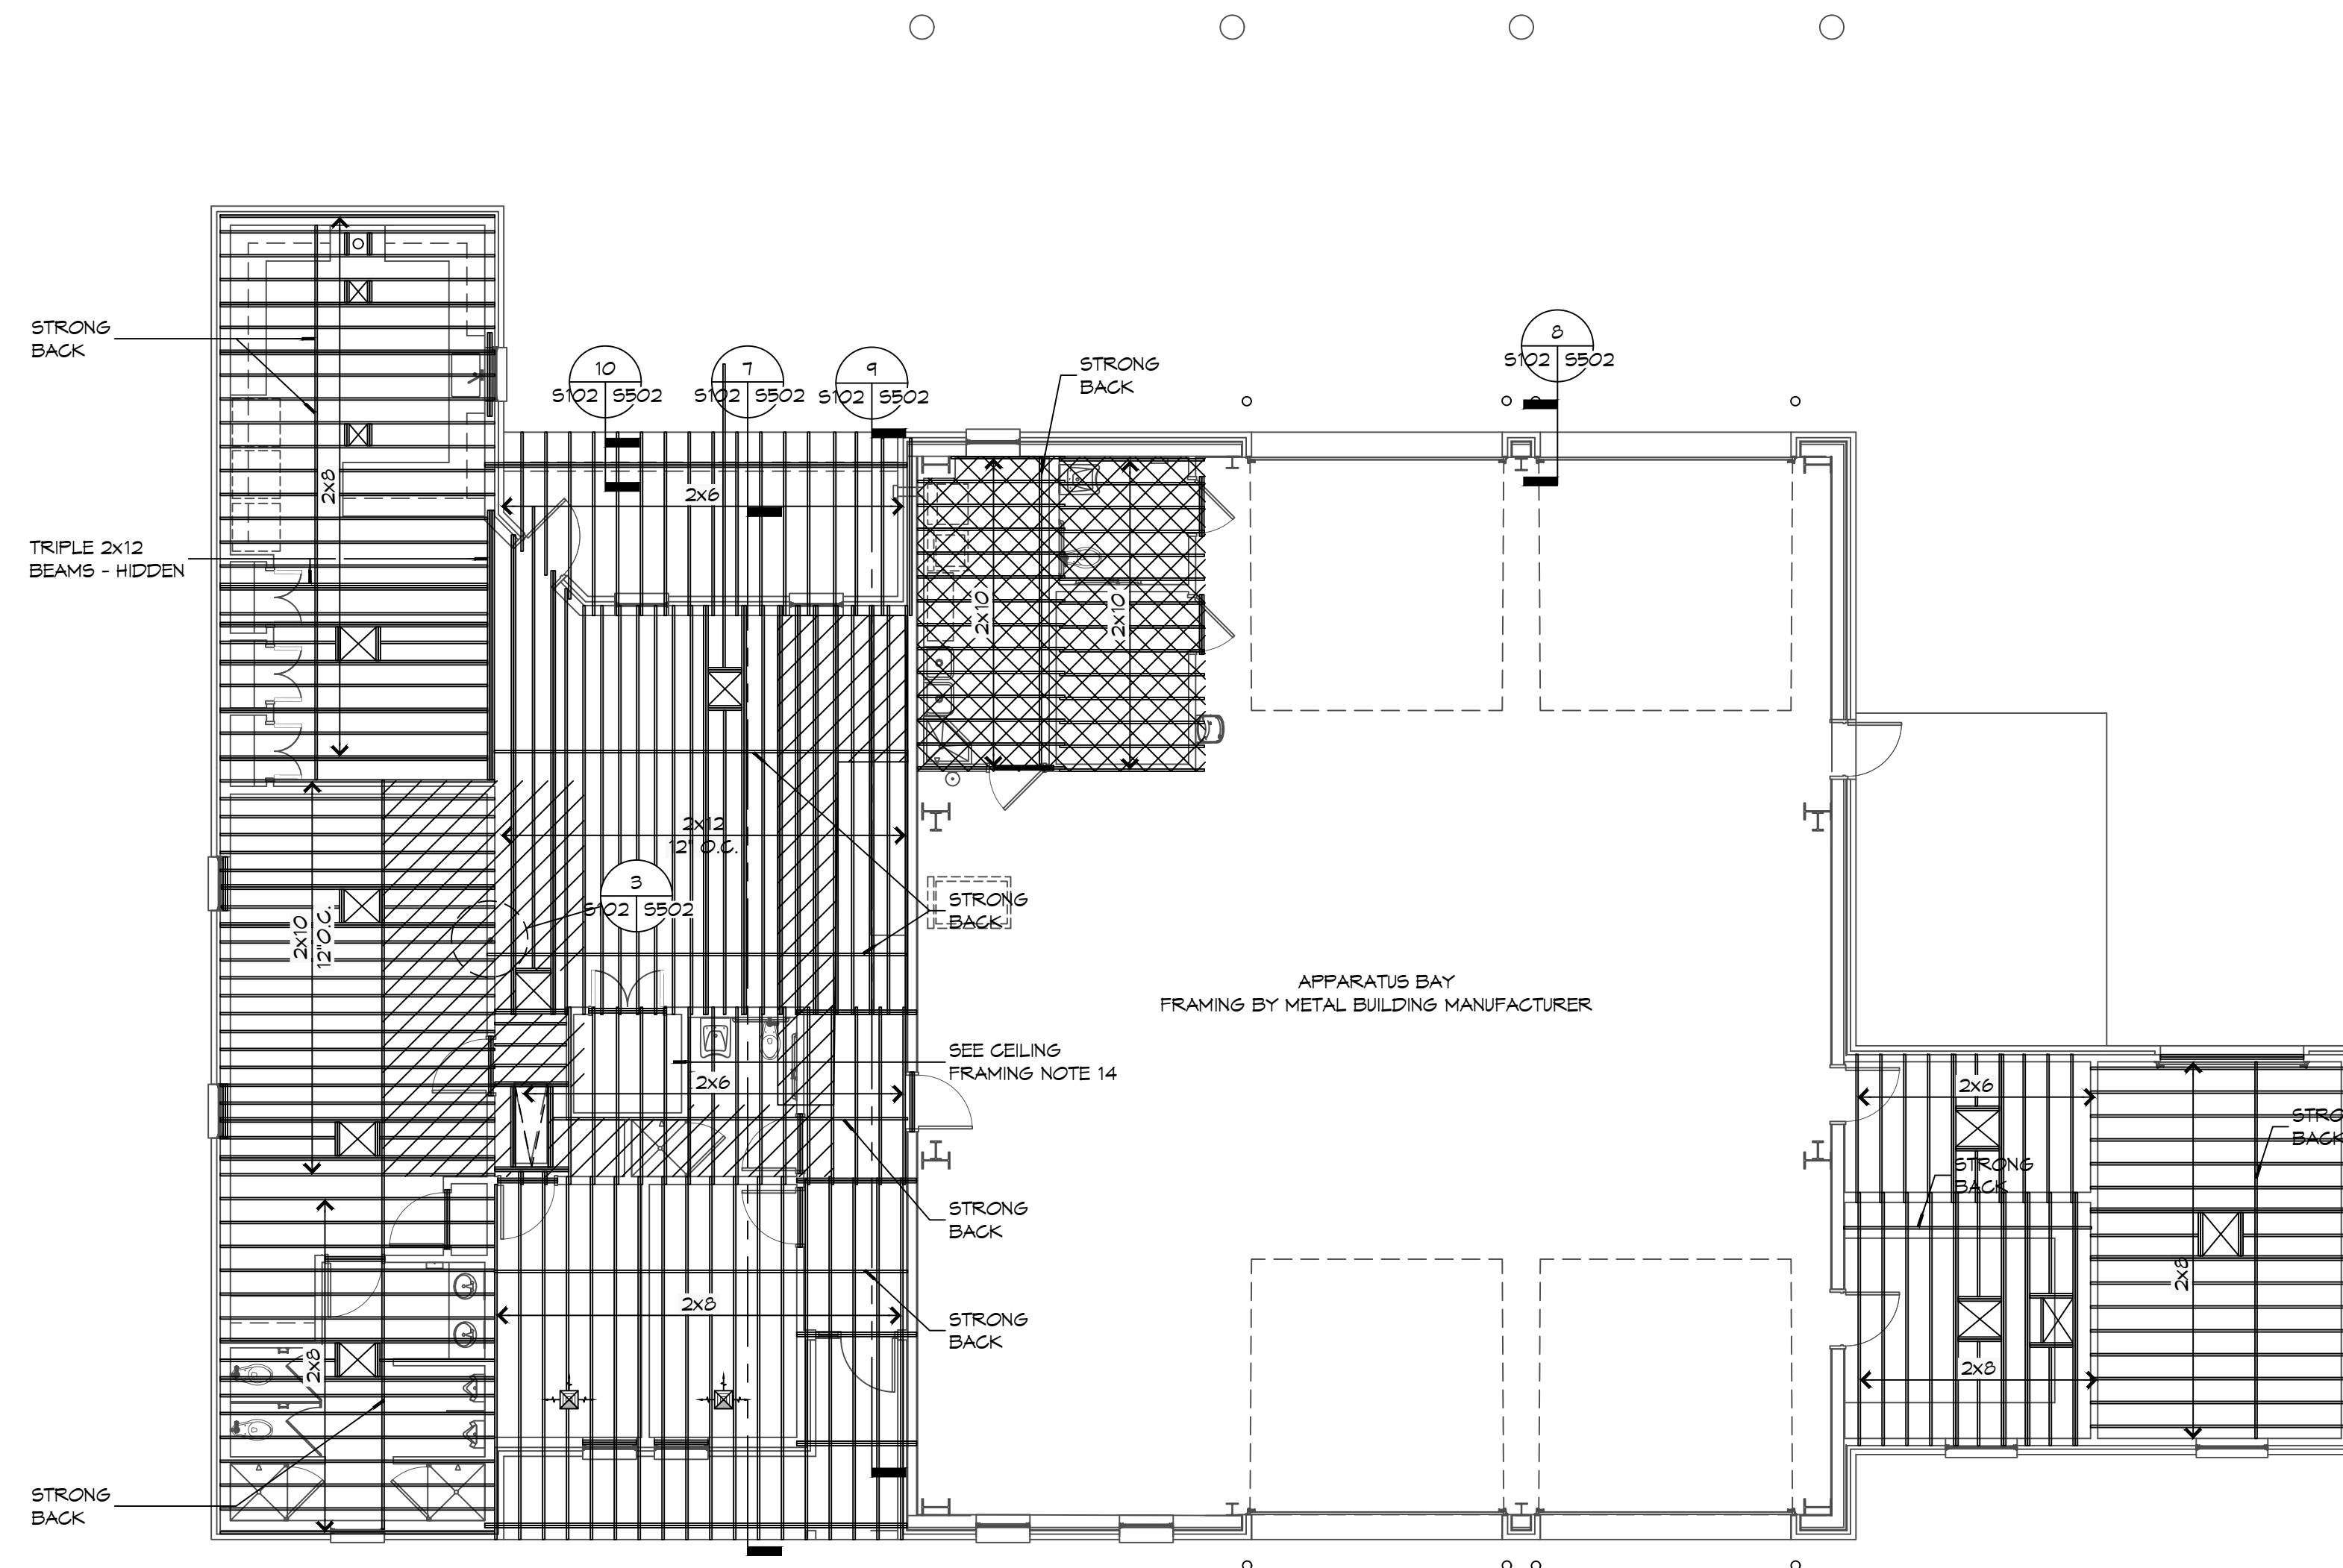 8
S102 S502
STRONG
BACK
10
S102 S502
7
S102 S502
9
S102 S502
STRONG
BACK
2x8
2x6
TRIPLE 2x12
BEAMS - HIDDEN
2x10
2x10
2x12
12" O.C.
3
S102 S502
STRONG
BACK
2x10
12"O.C.
APPARATUS BAY
FRAMING BY METAL BUILDING MANUFACTURER
SEE CEILING
FRAMING NOTE 14
2x6
2x6
STRO
BACK
STRONG
BACK
STRONG
BACK
2x8
2x8
STRONG
BACK
2x8
2x8
STRONG
BACK